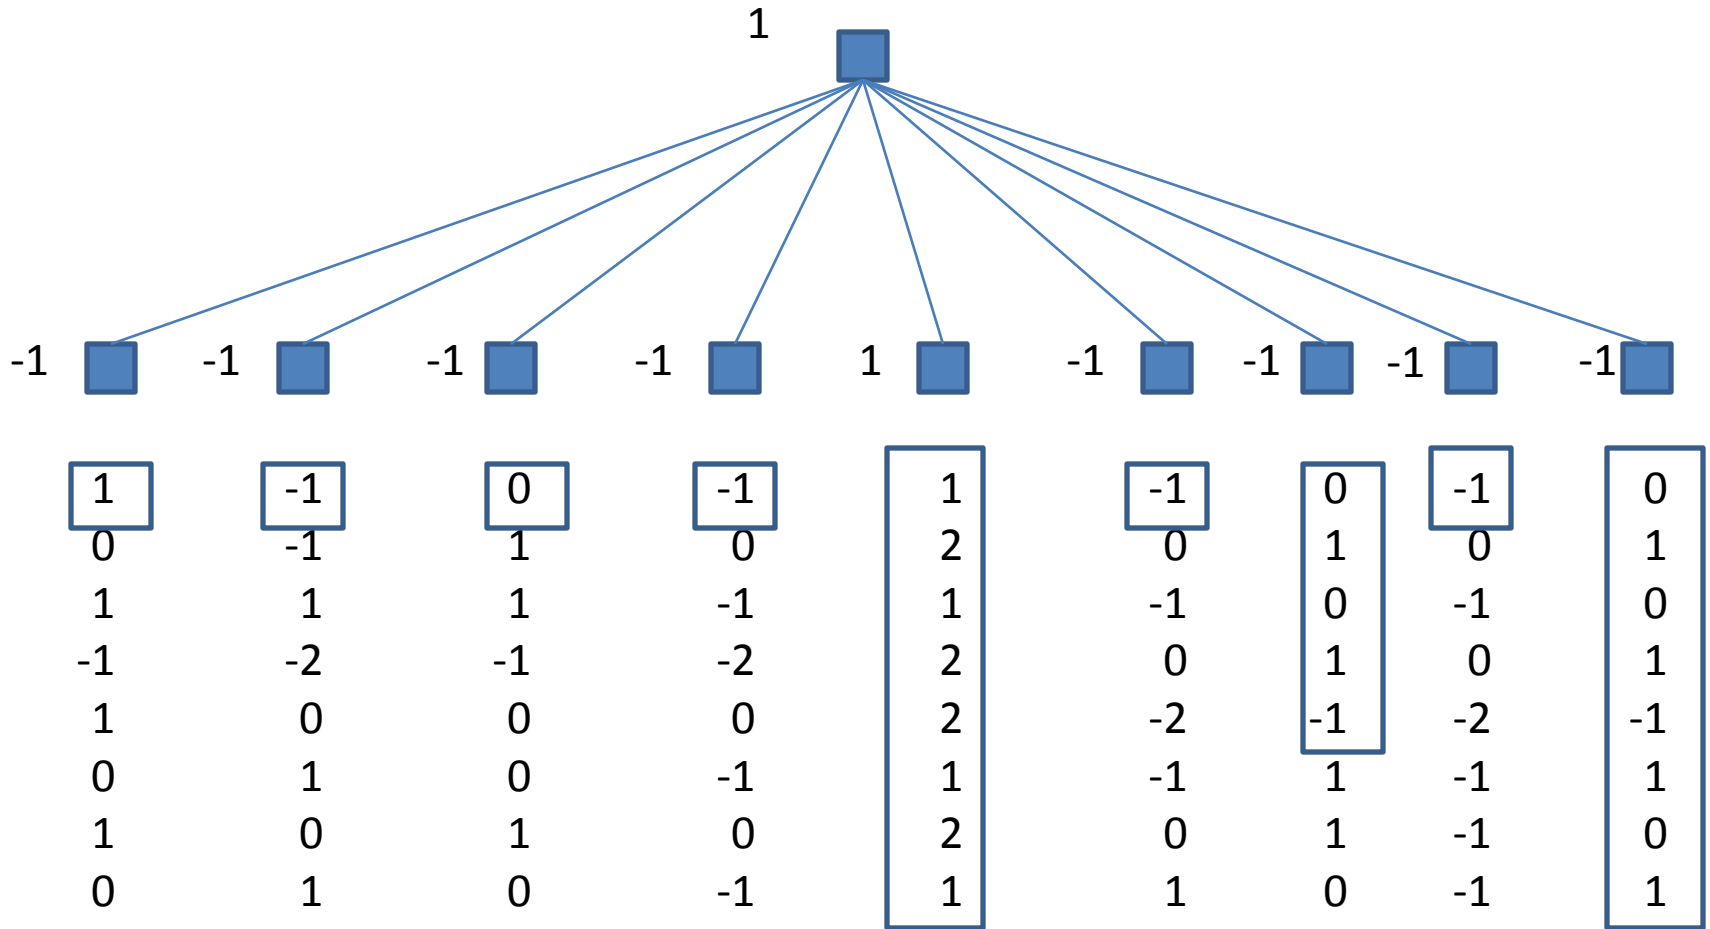 1
-1 -1 -1 -1 1 -1 -1 -1 -1
1 -1 0 -1 1 -1 0 -1 0
0 -1 1 0 2 0 1 0 1
1 1 1 -1 1 -1 0 -1 0
-1 -2 -1 -2 2 0 1 0 1
1 0 0 0 2 -2 -1 -2 -1
0 1 0 -1 1 -1 1 -1 1
1 0 1 0 2 0 1 -1 0
0 1 0 -1 1 1 0 -1 1